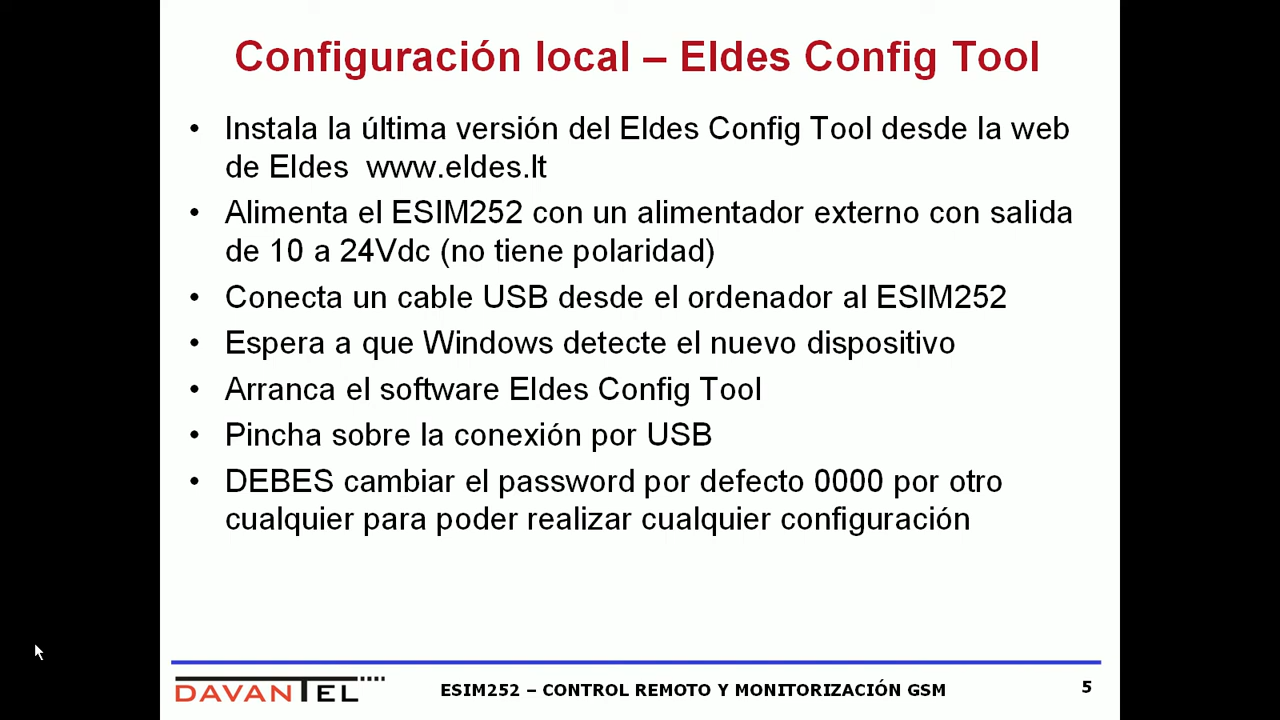 Configuración local – Eldes Config Tool
• Instala la última versión del Eldes Config Tool desde la web
de Eldes www.eldes.lt
• Alimenta el ESIM252 con un alimentador externo con salida
de 10 a 24Vdc (no tiene polaridad)
• Conecta un cable USB desde el ordenador al ESIM252
• Espera a que Windows detecte el nuevo dispositivo
• Arranca el software Eldes Config Tool
• Pincha sobre la conexión por USB
• DEBES cambiar el password por defecto 0000 por otro
cualquier para poder realizar cualquier configuración
DAVANTEL
ESIM252 – CONTROL REMOTO Y MONITORIZACIÓN GSM
5